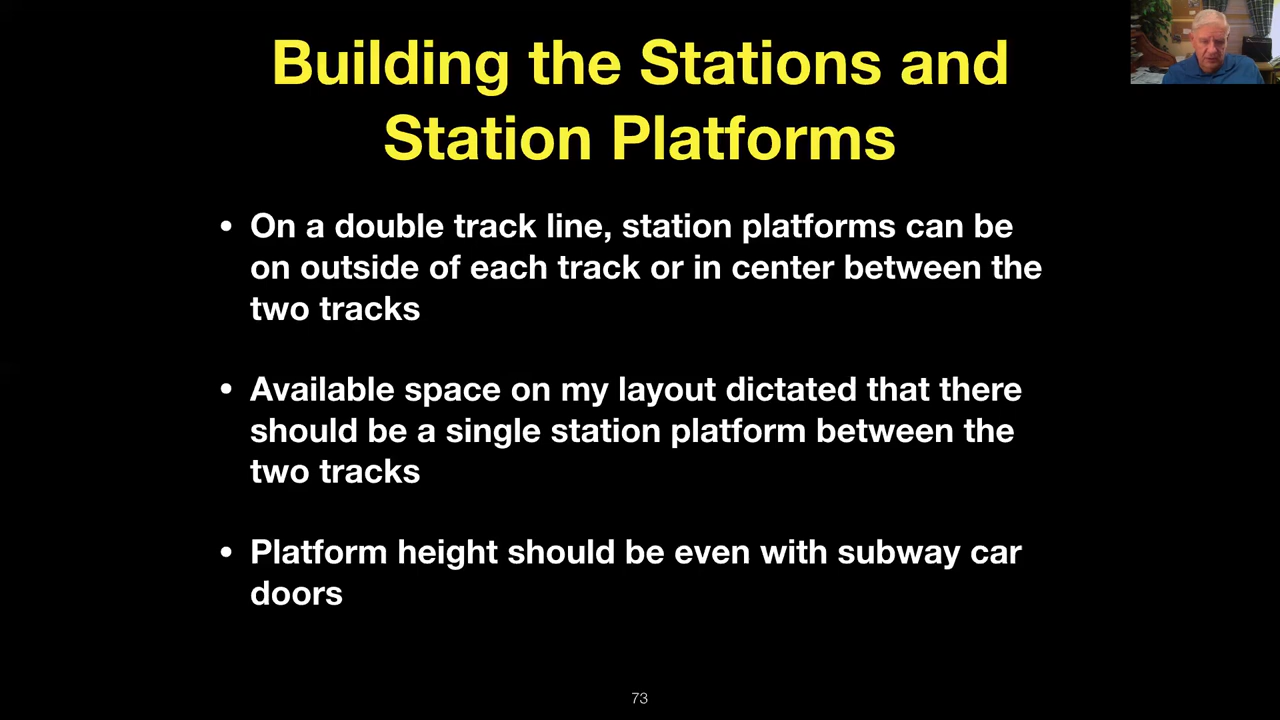 Building the Stations and
Station Platforms
• On a double track line, station platforms can be
on outside of each track or in center between the
two tracks
• Available space on my layout dictated that there
should be a single station platform between the
two tracks
• Platform height should be even with subway car
doors
73